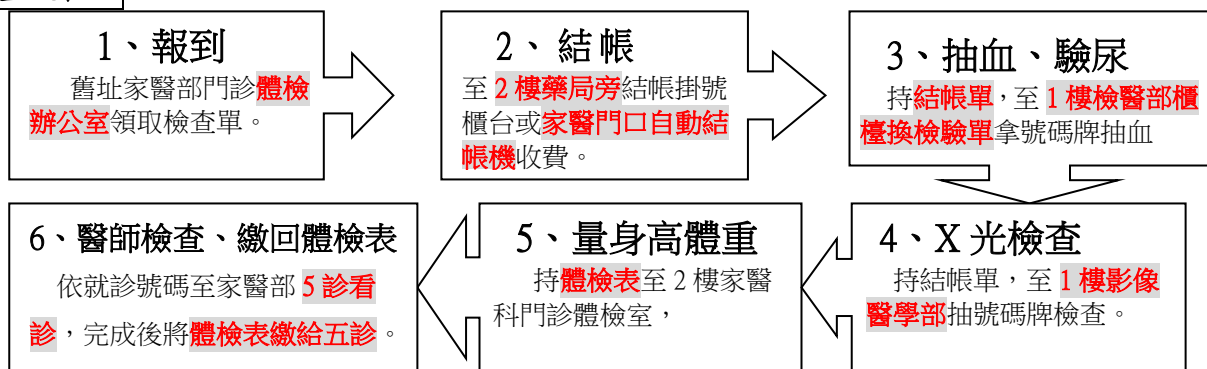 1、報到
舊址家醫部門診體檢
辦公室領取檢查單。
2、結帳
至 2 樓藥局旁結帳掛號
櫃台或家醫門口自動結
帳機收費。
3、抽血、驗尿
持結帳單，至 1 樓檢醫部櫃
檯換檢驗單拿號碼牌抽血
4、X 光檢查
持結帳單，至 1 樓影像
醫學部抽號碼牌檢查。
5、量身高體重
持體檢表至 2 樓家醫
科門診體檢室，
6、醫師檢查、繳回體檢表
依就診號碼至家醫部 5 診看
診，完成後將體檢表繳給五診。